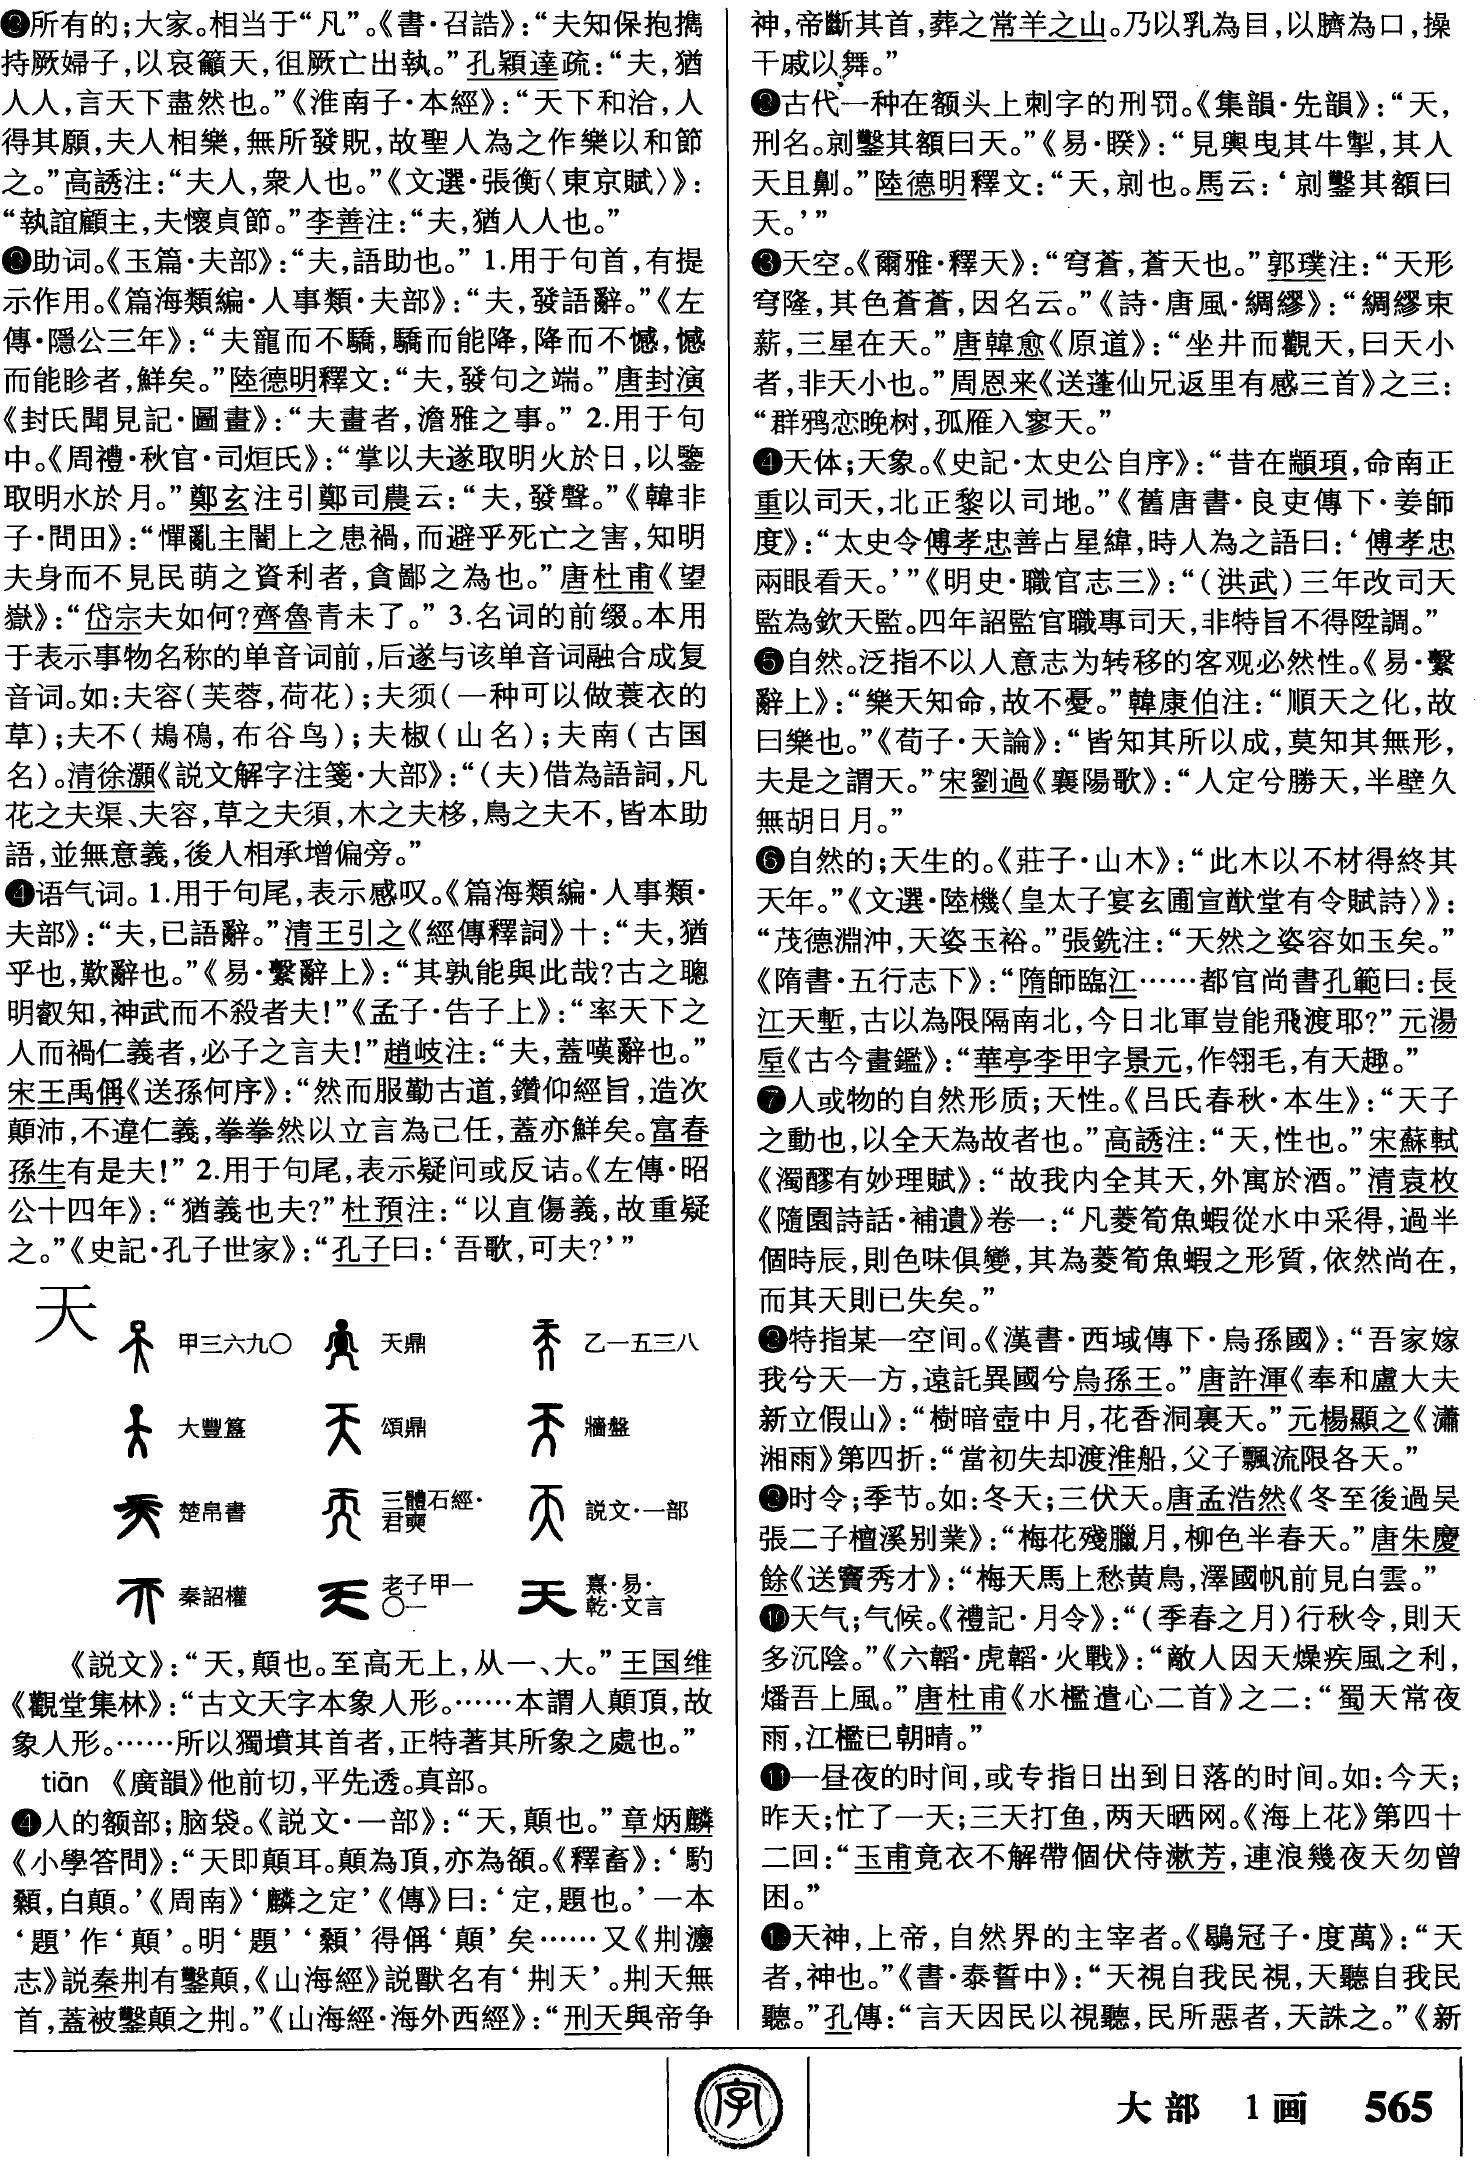 ❷所有的；大家。相当于“凡”。《書·召誥》：“夫知保抱携
持厥婦子，以哀籲天，徂厥亡出執。”孔穎達疏：“夫，猶
人人，言天下盡然也。”《淮南子·本經》：“天下和洽，人
得其願，夫人相樂，無所發貺，故聖人為之作樂以和節
之。”高誘注：“夫人，衆人也。”《文選·張衡〈東京賦〉》：
“執誼顧主，夫懷貞節。”李善注：“夫，猶人人也。”
❸助词。《玉篇·夫部》：“夫，語助也。” 1.用于句首，有提
示作用。《篇海類編·人事類·夫部》：“夫，發語辭。”《左
傳·隱公三年》：“夫寵而不驕，驕而能降，降而不憾，憾
而能眕者，鮮矣。”陸德明釋文：“夫，發句之端。”唐封演
《封氏聞見記·圖畫》：“夫畫者，澹雅之事。” 2.用于句
中。《周禮·秋官·司烜氏》：“掌以夫遂取明火於日，以鑒
取明水於月。”鄭玄注引鄭司農云：“夫，發聲。”《韓非
子·問田》：“憚亂主闇上之患禍，而避乎死亡之害，知明
夫身而不見民萌之資利者，貪鄙之為也。”唐杜甫《望
嶽》：“岱宗夫如何？齊魯青未了。” 3.名词的前缀。本用
于表示事物名称的单音词前，后遂与该单音词融合成复
音词。如：夫容（芙蓉，荷花）；夫须（一种可以做蓑衣的
草）；夫不（鳺鴀，布谷鸟）；夫椒（山名）；夫南（古国
名）。清徐灝《説文解字注箋·大部》：“（夫）借為語詞，凡
花之夫渠、夫容，草之夫須，木之夫栘，鳥之夫不，皆本助
語，並無意義，後人相承增偏旁。”
❹语气词。1.用于句尾，表示感叹。《篇海類編·人事類·
夫部》：“夫，已語辭。”清王引之《經傳釋詞》十：“夫，猶
乎也，歎辭也。”《易·繫辭上》：“其孰能與此哉？古之聰
明叡知，神武而不殺者夫！”《孟子·告子上》：“率天下之
人而禍仁義者，必子之言夫！”趙岐注：“夫，蓋嘆辭也。”
宋王禹偁《送孫何序》：“然而服勤古道，鑽仰經旨，造次
顛沛，不違仁義，拳拳然以立言為己任，蓋亦鮮矣。富春
孫生有是夫！” 2.用于句尾，表示疑问或反诘。《左傳·昭
公十四年》：“猶義也夫？”杜預注：“以直傷義，故重疑
之。”《史記·孔子世家》：“孔子曰：‘吾歌，可夫？’”
天
甲三六九〇 天鼎 乙一五三八
大豐簋 頌鼎 牆盤
楚帛書 三體石經·君奭 説文·一部
秦詔權 老子甲一〇一 熹·易·乾·文言
《説文》：“天，顛也。至高无上，从一、大。”王国维
《觀堂集林》：“古文天字本象人形。……本謂人顛頂，故
象人形。……所以獨墳其首者，正特著其所象之處也。”
tiān 《廣韻》他前切，平先透。真部。
❶人的额部；脑袋。《説文·一部》：“天，顛也。”章炳麟
《小學答問》：“天即顛耳。顛為頂，亦為頟。《釋畜》：‘馰
顙，白顛。’《周南》‘麟之定’《傳》曰：‘定，題也。’一本
‘題’作‘顛’。明‘題’‘顙’得偁‘顛’矣……又《刑灋
志》説秦刑有鑿顛，《山海經》説獸名有‘刑天’。刑天無
首，蓋被鑿顛之刑。”《山海經·海外西經》：“刑天與帝争
神，帝斷其首，葬之常羊之山。乃以乳為目，以臍為口，操
干戚以舞。”
❷古代一种在额头上刺字的刑罚。《集韻·先韻》：“天，
刑名。剠鑿其額曰天。”《易·睽》：“見輿曳其牛掣，其人
天且劓。”陸德明釋文：“天，剠也。馬云：‘剠鑿其額曰
天。’”
❸天空。《爾雅·釋天》：“穹蒼，蒼天也。”郭璞注：“天形
穹隆，其色蒼蒼，因名云。”《詩·唐風·綢繆》：“綢繆束
薪，三星在天。”唐韓愈《原道》：“坐井而觀天，曰天小
者，非天小也。”周恩来《送蓬仙兄返里有感三首》之三：
“群鸦恋晚树，孤雁入寥天。”
❹天体；天象。《史記·太史公自序》：“昔在顓頊，命南正
重以司天，北正黎以司地。”《舊唐書·良吏傳下·姜師
度》：“太史令傅孝忠善占星緯，時人為之語曰：‘傅孝忠
兩眼看天。’”《明史·職官志三》：“（洪武）三年改司天
監為欽天監。四年詔監官職專司天，非特旨不得陞調。”
❺自然。泛指不以人意志为转移的客观必然性。《易·繫
辭上》：“樂天知命，故不憂。”韓康伯注：“順天之化，故
曰樂也。”《荀子·天論》：“皆知其所以成，莫知其無形，
夫是之謂天。”宋劉過《襄陽歌》：“人定兮勝天，半壁久
無胡日月。”
❻自然的；天生的。《莊子·山木》：“此木以不材得終其
天年。”《文選·陸機〈皇太子宴玄圃宣猷堂有令賦詩〉》：
“茂德淵沖，天姿玉裕。”張銑注：“天然之姿容如玉矣。”
《隋書·五行志下》：“隋師臨江……都官尚書孔範曰：長
江天塹，古以為限隔南北，今日北軍豈能飛渡耶？”元湯
垕《古今畫鑑》：“華亭李甲字景元，作翎毛，有天趣。”
❼人或物的自然形质；天性。《吕氏春秋·本生》：“天子
之動也，以全天為故者也。”高誘注：“天，性也。”宋蘇軾
《濁醪有妙理賦》：“故我内全其天，外寓於酒。”清袁枚
《隨園詩話·補遺》卷一：“凡菱筍魚蝦從水中采得，過半
個時辰，則色味俱變，其為菱筍魚蝦之形質，依然尚在，
而其天則已失矣。”
❽特指某一空间。《漢書·西域傳下·烏孫國》：“吾家嫁
我兮天一方，遠託異國兮烏孫王。”唐許渾《奉和盧大夫
新立假山》：“樹暗壺中月，花香洞裏天。”元楊顯之《瀟
湘雨》第四折：“當初失却渡淮船，父子飄流限各天。”
❾时令；季节。如：冬天；三伏天。唐孟浩然《冬至後過吴
張二子檀溪别業》：“梅花殘臘月，柳色半春天。”唐朱慶
餘《送竇秀才》：“梅天馬上愁黄鳥，澤國帆前見白雲。”
❿天气；气候。《禮記·月令》：“（季春之月）行秋令，則天
多沉陰。”《六韜·虎韜·火戰》：“敵人因天燥疾風之利，
燔吾上風。”唐杜甫《水檻遣心二首》之二：“蜀天常夜
雨，江檻已朝晴。”
⓫一昼夜的时间，或专指日出到日落的时间。如：今天；
昨天；忙了一天；三天打鱼，两天晒网。《海上花》第四十
二回：“玉甫竟衣不解帶個伏侍漱芳，連浪幾夜天勿曾
困。”
⓬天神，上帝，自然界的主宰者。《鶡冠子·度萬》：“天
者，神也。”《書·泰誓中》：“天視自我民視，天聽自我民
聽。”孔傳：“言天因民以視聽，民所惡者，天誅之。”《新
字
大部 1画 565